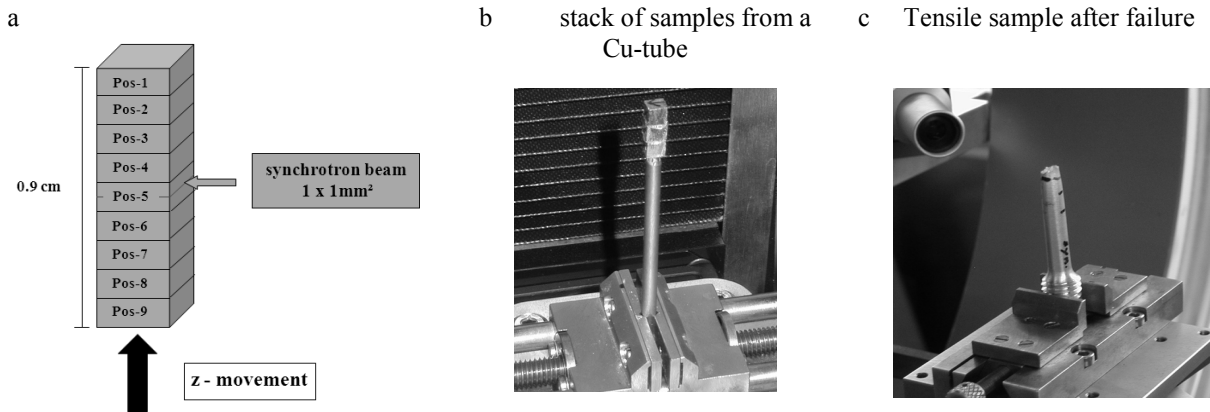 a
b stack of samples from a
Cu-tube
c Tensile sample after failure
Pos-1
Pos-2
Pos-3
Pos-4
Pos-5
Pos-6
Pos-7
Pos-8
Pos-9
0.9 cm
synchrotron beam
1 x 1mm²
z - movement